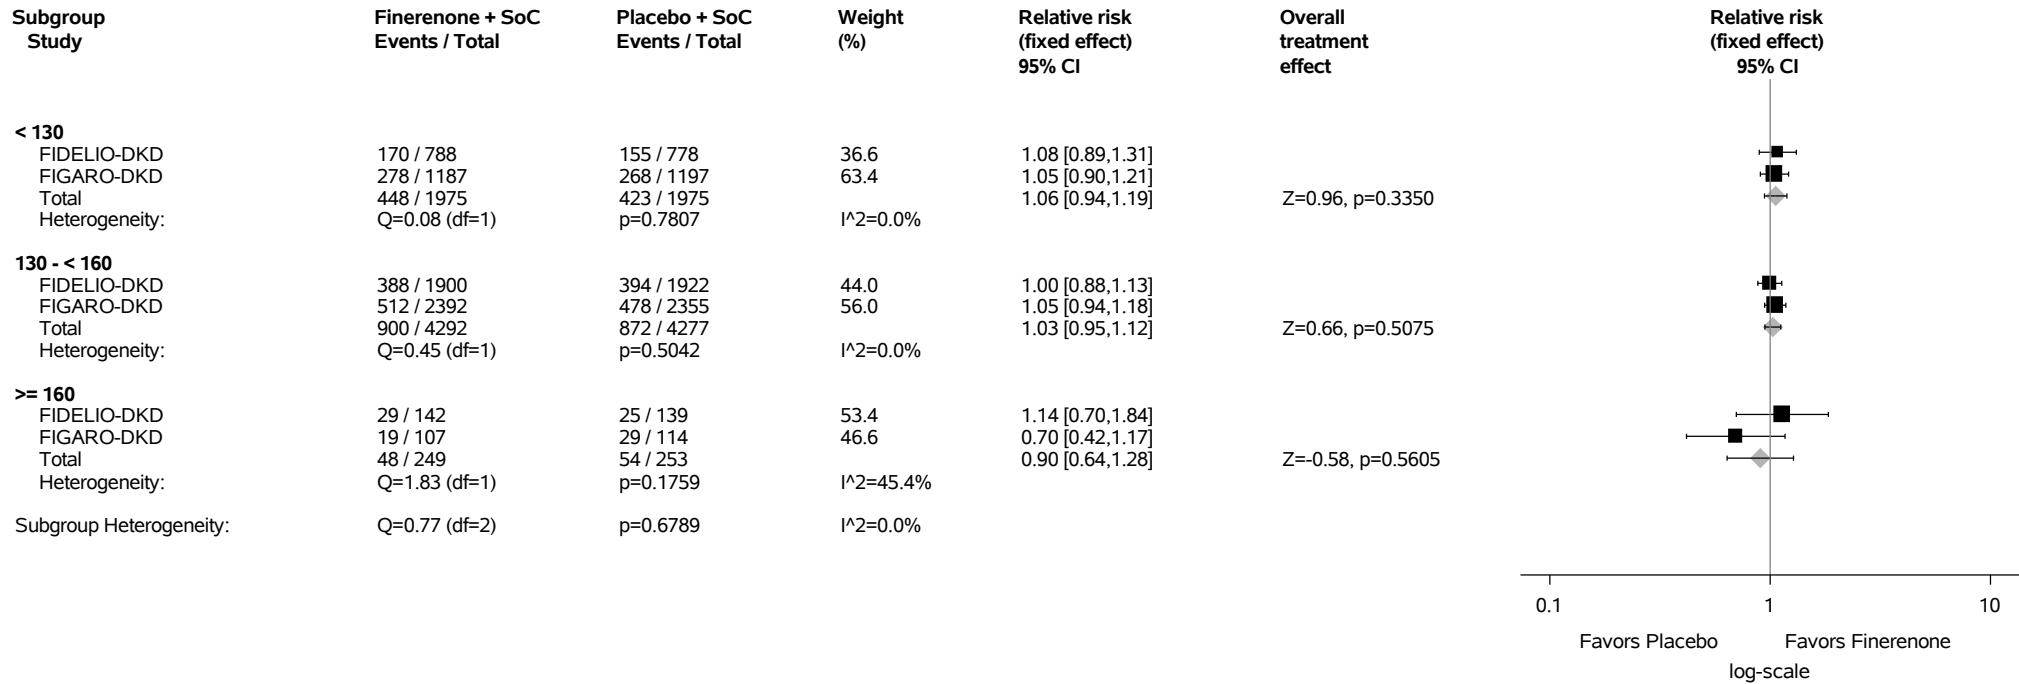 Subgroup Finerenone + SoC Placebo + SoC Weight Relative risk Overall Relative risk
Study Events / Total Events / Total (%) (fixed effect) treatment (fixed effect)
95% CI effect 95% CI
< 130
FIDELIO-DKD 170 / 788 155 / 778 36.6 1.08 [0.89,1.31]
FIGARO-DKD 278 / 1187 268 / 1197 63.4 1.05 [0.90,1.21]
Total 448 / 1975 423 / 1975 1.06 [0.94,1.19] Z=0.96, p=0.3350
Heterogeneity: Q=0.08 (df=1) p=0.7807 I^2=0.0%
130 - < 160
FIDELIO-DKD 388 / 1900 394 / 1922 44.0 1.00 [0.88,1.13]
FIGARO-DKD 512 / 2392 478 / 2355 56.0 1.05 [0.94,1.18]
Total 900 / 4292 872 / 4277 1.03 [0.95,1.12] Z=0.66, p=0.5075
Heterogeneity: Q=0.45 (df=1) p=0.5042 I^2=0.0%
>= 160
FIDELIO-DKD 29 / 142 25 / 139 53.4 1.14 [0.70,1.84]
FIGARO-DKD 19 / 107 29 / 114 46.6 0.70 [0.42,1.17]
Total 48 / 249 54 / 253 0.90 [0.64,1.28] Z=-0.58, p=0.5605
Heterogeneity: Q=1.83 (df=1) p=0.1759 I^2=45.4%
Subgroup Heterogeneity: Q=0.77 (df=2) p=0.6789 I^2=0.0%
0.1 1 10
Favors Placebo Favors Finerenone
log-scale